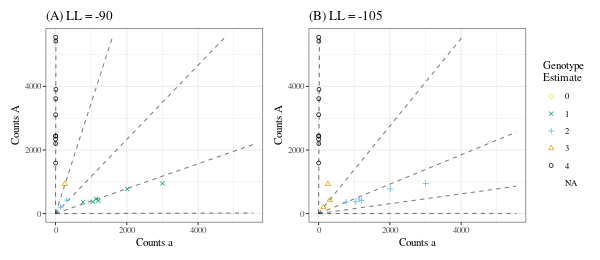 (A) LL = -90
(B) LL = -105
Counts A
4000
2000
0
0
2000
4000
Counts a
Counts A
4000
2000
0
0
2000
4000
Counts a
Genotype
Estimate
0
1
2
3
4
NA